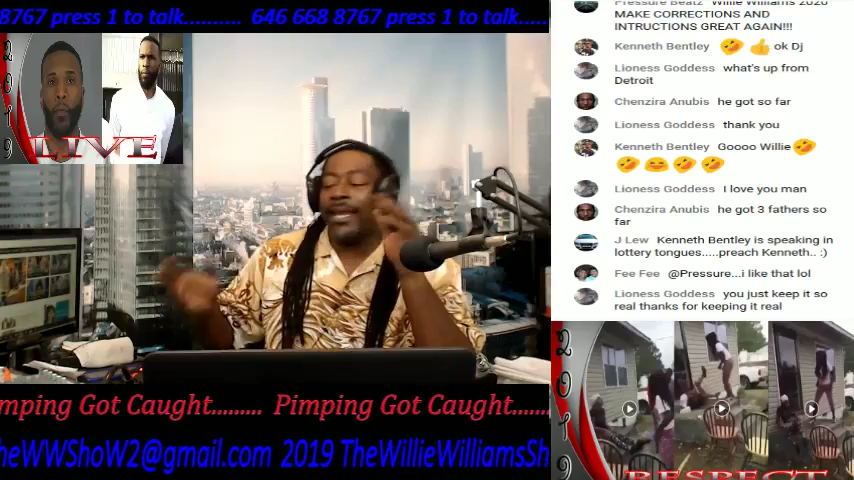 8767 press 1 to talk.......... 646 668 8767 press 1 to talk.....
2019
LIVE
mping Got Caught......... Pimping Got Caught.......
heWWShoW2@gmail.com 2019 TheWillieWilliamsSh
Pressure Beatz Willie Williams 2020
MAKE CORRECTIONS AND
INTRUCTIONS GREAT AGAIN!!!
Kenneth Bentley 🤣 👍 ok Dj
Lioness Goddess what's up from
Detroit
Chenzira Anubis he got so far
Lioness Goddess thank you
Kenneth Bentley Goooo Willie🤣
🤣 😂 🤣 🤣
Lioness Goddess I love you man
Chenzira Anubis he got 3 fathers so
far
J Lew Kenneth Bentley is speaking in
lottery tongues.....preach Kenneth.. :)
Fee Fee @Pressure...i like that lol
Lioness Goddess you just keep it so
real thanks for keeping it real
2019
RESPECT